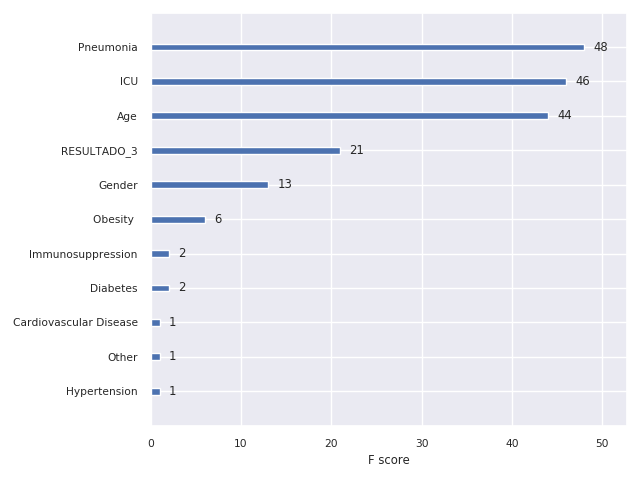 Pneumonia 48
ICU 46
Age 44
RESULTADO_3 21
Gender 13
Obesity 6
Immunosuppression 2
Diabetes 2
Cardiovascular Disease 1
Other 1
Hypertension 1
0 10 20 30 40 50
F score